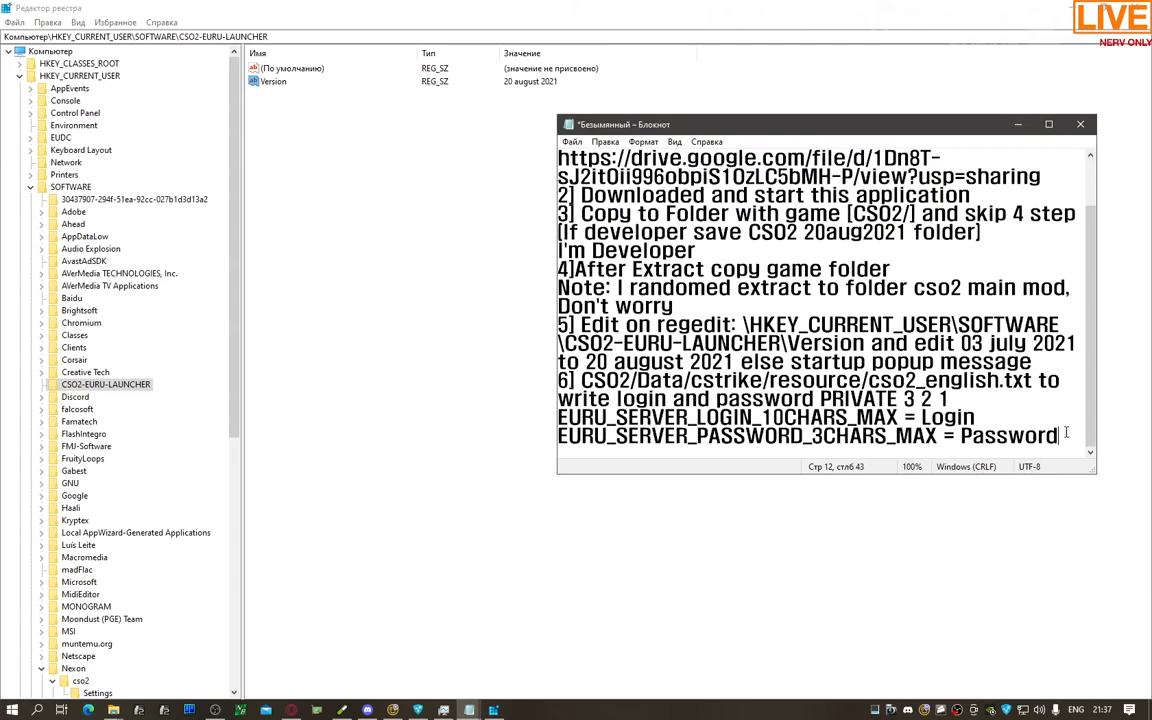 Редактор реестра
Файл Правка Вид Избранное Справка
Компьютер\HKEY_CURRENT_USER\SOFTWARE\CSO2-EURU-LAUNCHER
LIVE
NERV ONLY
Компьютер
HKEY_CLASSES_ROOT
HKEY_CURRENT_USER
AppEvents
Console
Control Panel
Environment
EUDC
Keyboard Layout
Network
Printers
SOFTWARE
30437907-294f-51ea-92cc-027b1d3d13a2
Adobe
Ahead
AppDataLow
Audio Explosion
AvastAdSDK
AVerMedia TECHNOLOGIES, Inc.
AVerMedia TV Applications
Baidu
Brightsoft
Chromium
Classes
Clients
Corsair
Creative Tech
CSO2-EURU-LAUNCHER
Discord
falcosoft
Famatech
FlashIntegro
FMJ-Software
FruityLoops
Gabest
GNU
Google
Haali
Kryptex
Local AppWizard-Generated Applications
Luís Leite
Macromedia
madFlac
Microsoft
MidiEditor
MONOGRAM
Moondust (PGE) Team
MSI
muntemu.org
Netscape
Nexon
cso2
Settings
Имя Тип Значение
(По умолчанию) REG_SZ (значение не присвоено)
Version REG_SZ 20 august 2021
*Безымянный – Блокнот
Файл Правка Формат Вид Справка
https://drive.google.com/file/d/1Dn8T-
sJ2itOii996obpiS1OzLC5bMH-P/view?usp=sharing
2] Downloaded and start this application
3] Copy to Folder with game [CSO2/] and skip 4 step
[If developer save CSO2 20aug2021 folder]
I'm Developer
4]After Extract copy game folder
Note: I randomed extract to folder cso2 main mod,
Don't worry
5] Edit on regedit: \HKEY_CURRENT_USER\SOFTWARE
\CSO2-EURU-LAUNCHER\Version and edit 03 july 2021
to 20 august 2021 else startup popup message
6] CSO2/Data/cstrike/resource/cso2_english.txt to
write login and password PRIVATE 3 2 1
EURU_SERVER_LOGIN_10CHARS_MAX = Login
EURU_SERVER_PASSWORD_3CHARS_MAX = Password
Стр 12, стлб 43 100% Windows (CRLF) UTF-8
ENG 21:37